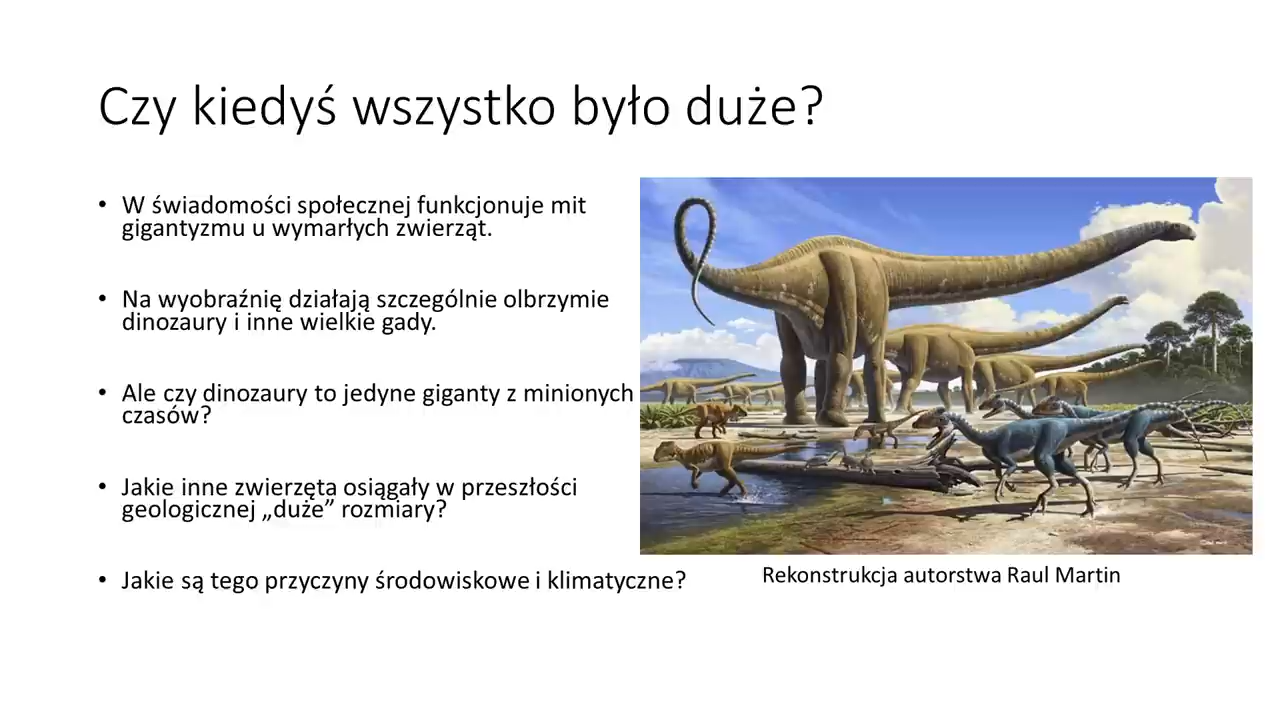 Czy kiedyś wszystko było duże?
• W świadomości społecznej funkcjonuje mit
gigantyzmu u wymarłych zwierząt.
• Na wyobraźnię działają szczególnie olbrzymie
dinozaury i inne wielkie gady.
• Ale czy dinozaury to jedyne giganty z minionych
czasów?
• Jakie inne zwierzęta osiągały w przeszłości
geologicznej „duże” rozmiary?
• Jakie są tego przyczyny środowiskowe i klimatyczne?
Rekonstrukcja autorstwa Raul Martin